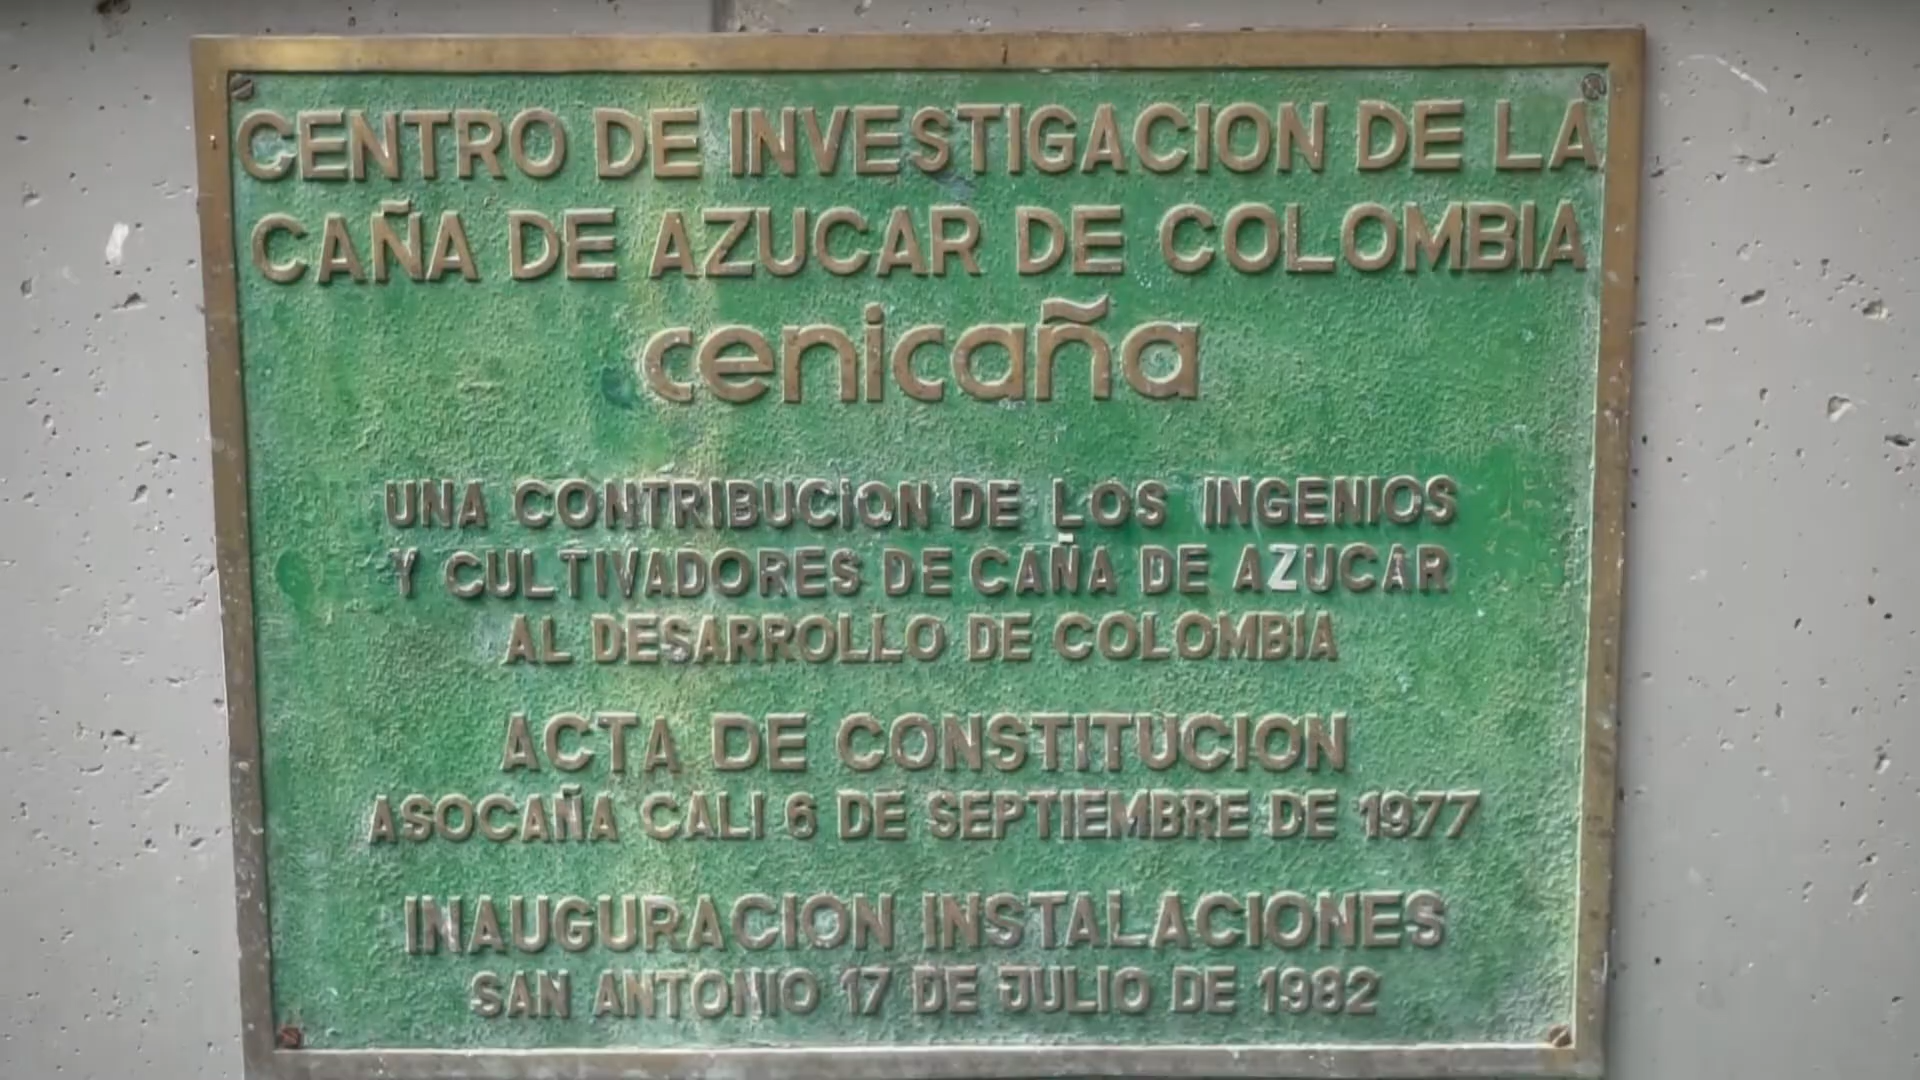 CENTRO DE INVESTIGACION DE LA
CAÑA DE AZUCAR DE COLOMBIA
cenicaña
UNA CONTRIBUCION DE LOS INGENIOS
Y CULTIVADORES DE CAÑA DE AZUCAR
AL DESARROLLO DE COLOMBIA
ACTA DE CONSTITUCION
ASOCAÑA CALI 6 DE SEPTIEMBRE DE 1977
INAUGURACION INSTALACIONES
SAN ANTONIO 17 DE JULIO DE 1982